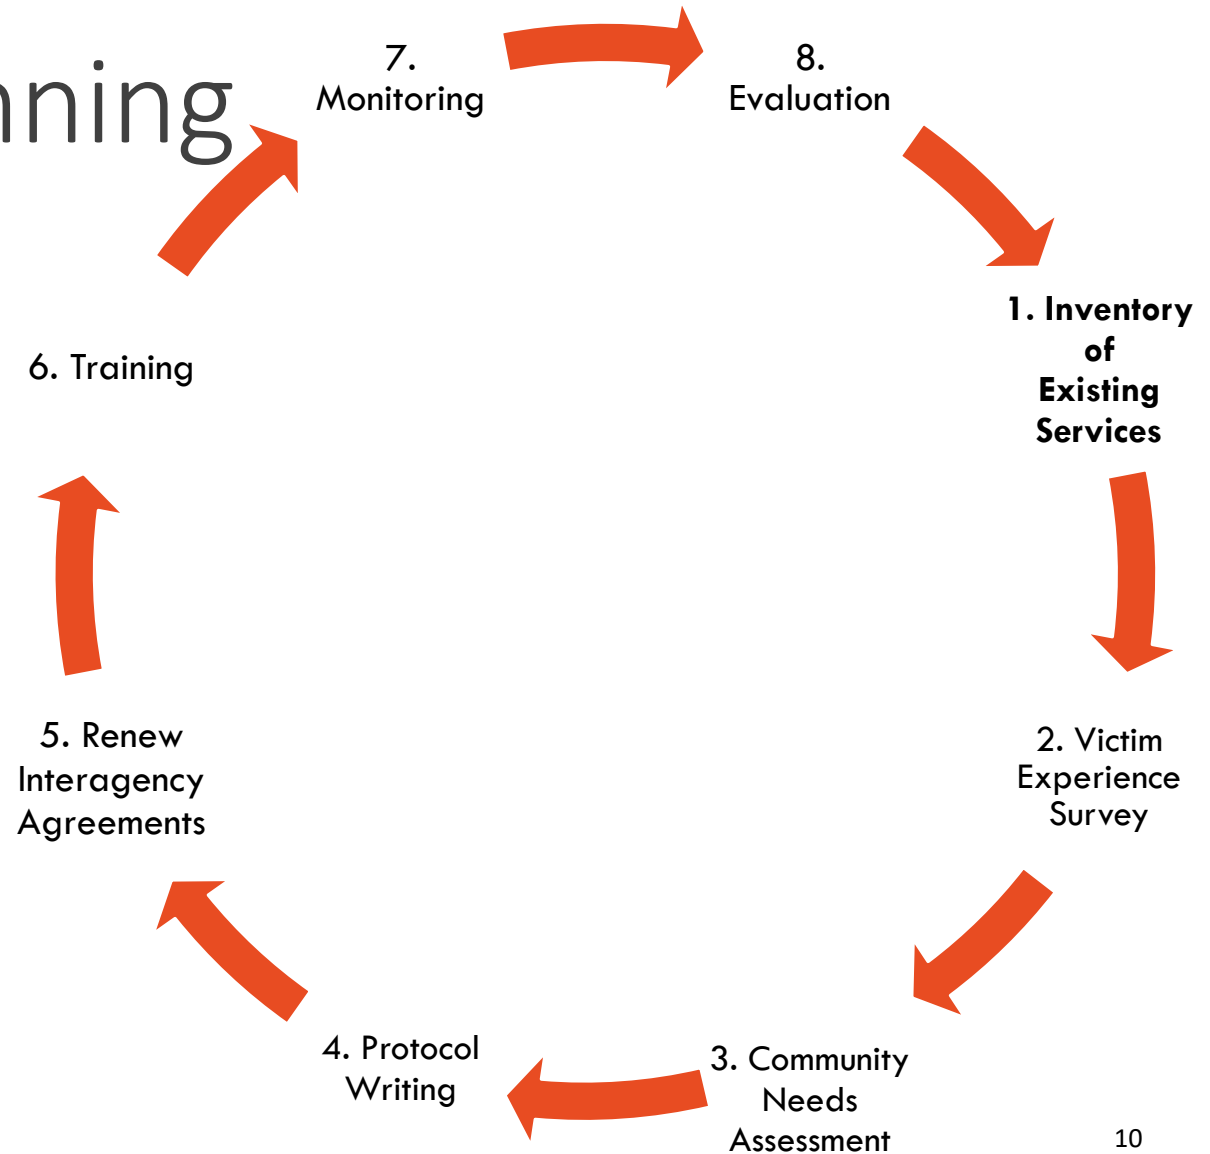 nning
7.
Monitoring
8.
Evaluation
1. Inventory
of
Existing
Services
2. Victim
Experience
Survey
3. Community
Needs
Assessment
4. Protocol
Writing
5. Renew
Interagency
Agreements
6. Training
10